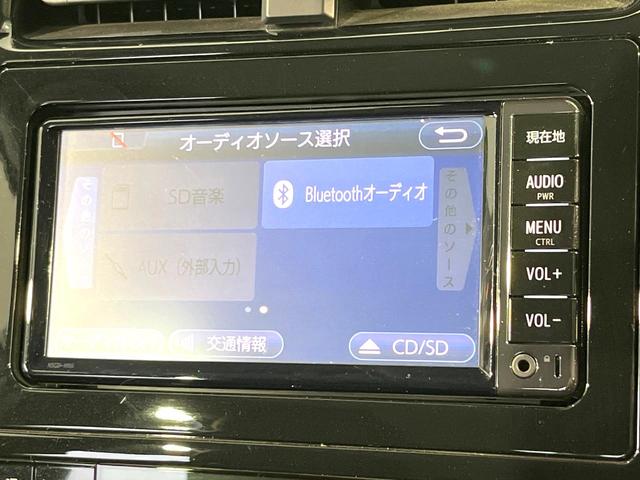 オーディオソース選択
SD音楽
Bluetoothオーディオ
AUX（外部入力）
その他のソース
交通情報
CD/SD
現在地
AUDIO
PWR
MENU
CTRL
VOL+
VOL-